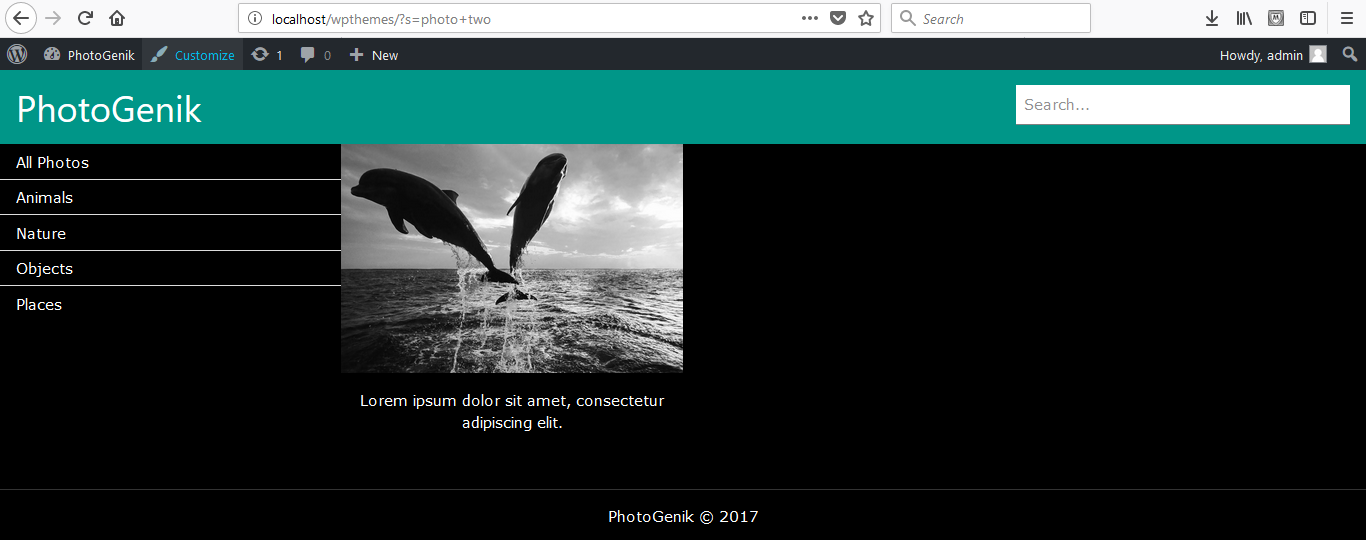 localhost/wpthemes/?s=photo+two
Search
PhotoGenik
Customize
1
0
New
Howdy, admin
PhotoGenik
Search...
All Photos
Animals
Nature
Objects
Places
Lorem ipsum dolor sit amet, consectetur
adipiscing elit.
PhotoGenik © 2017